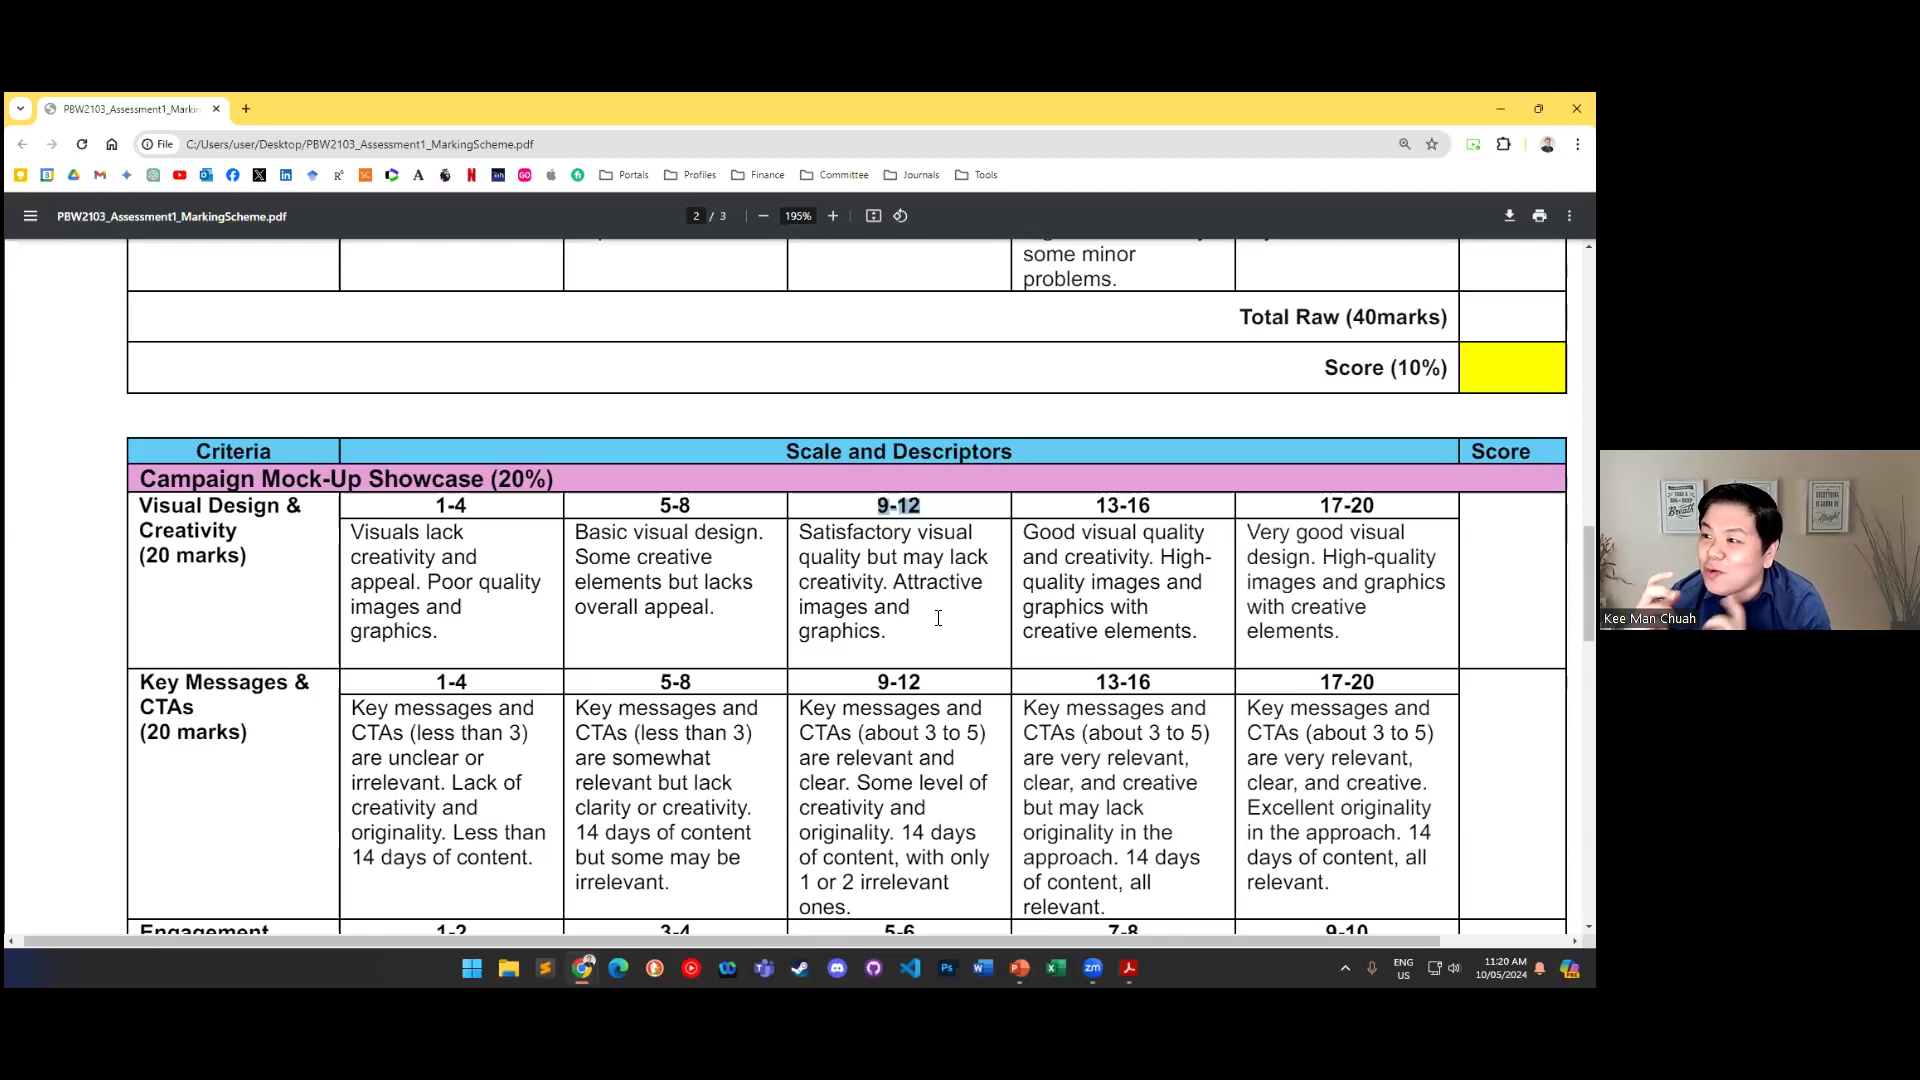 PBW2103_Assessment1_Markin
File C:/Users/user/Desktop/PBW2103_Assessment1_MarkingScheme.pdf
Portals Profiles Finance Committee Journals Tools
PBW2103_Assessment1_MarkingScheme.pdf 2 / 3 195%
some minor
problems.
Total Raw (40marks)
Score (10%)
Criteria Scale and Descriptors Score
Campaign Mock-Up Showcase (20%)
Visual Design &
Creativity
(20 marks)
1-4
Visuals lack
creativity and
appeal. Poor quality
images and
graphics.
5-8
Basic visual design.
Some creative
elements but lacks
overall appeal.
9-12
Satisfactory visual
quality but may lack
creativity. Attractive
images and
graphics.
13-16
Good visual quality
and creativity. High-
quality images and
graphics with
creative elements.
17-20
Very good visual
design. High-quality
images and graphics
with creative
elements.
Key Messages &
CTAs
(20 marks)
1-4
Key messages and
CTAs (less than 3)
are unclear or
irrelevant. Lack of
creativity and
originality. Less than
14 days of content.
5-8
Key messages and
CTAs (less than 3)
are somewhat
relevant but lack
clarity or creativity.
14 days of content
but some may be
irrelevant.
9-12
Key messages and
CTAs (about 3 to 5)
are relevant and
clear. Some level of
creativity and
originality. 14 days
of content, with only
1 or 2 irrelevant
ones.
13-16
Key messages and
CTAs (about 3 to 5)
are very relevant,
clear, and creative
but may lack
originality in the
approach. 14 days
of content, all
relevant.
17-20
Key messages and
CTAs (about 3 to 5)
are very relevant,
clear, and creative.
Excellent originality
in the approach. 14
days of content, all
relevant.
Engagement 1-2 3-4 5-6 7-8 9-10
Kee Man Chuah
ENG
US
11:20 AM
10/05/2024